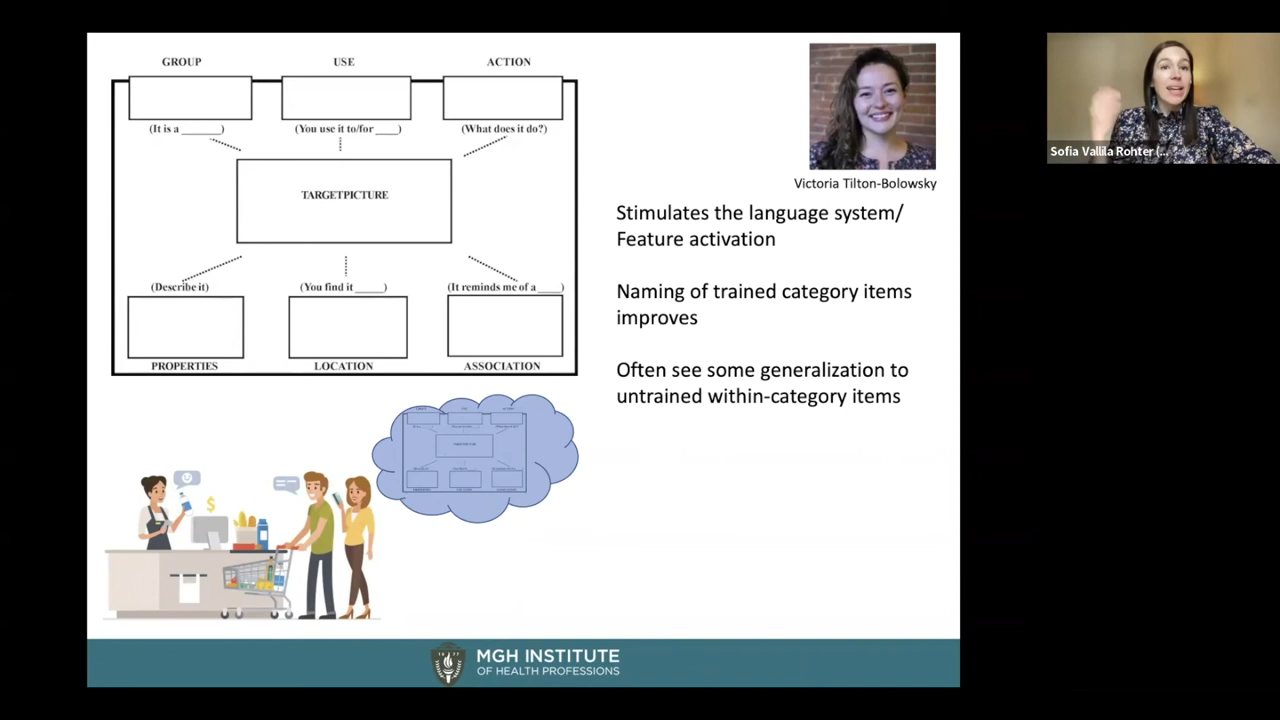 GROUP USE ACTION
(It is a _______) (You use it to/for ____) (What does it do?)
TARGETPICTURE
(Describe it) (You find it _____) (It reminds me of a ____)
PROPERTIES LOCATION ASSOCIATION
Victoria Tilton-Bolowsky
Stimulates the language system/
Feature activation
Naming of trained category items
improves
Often see some generalization to
untrained within-category items
$
1877
MGH INSTITUTE
OF HEALTH PROFESSIONS
Sofia Vallila Rohter (...